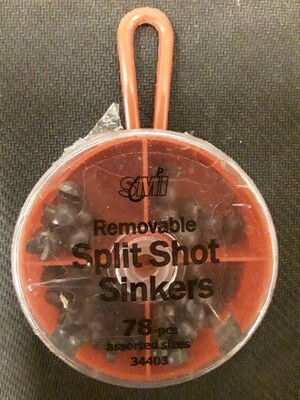 SMI
Removable
Split Shot
Sinkers
78-pcs
assorted sizes
34403